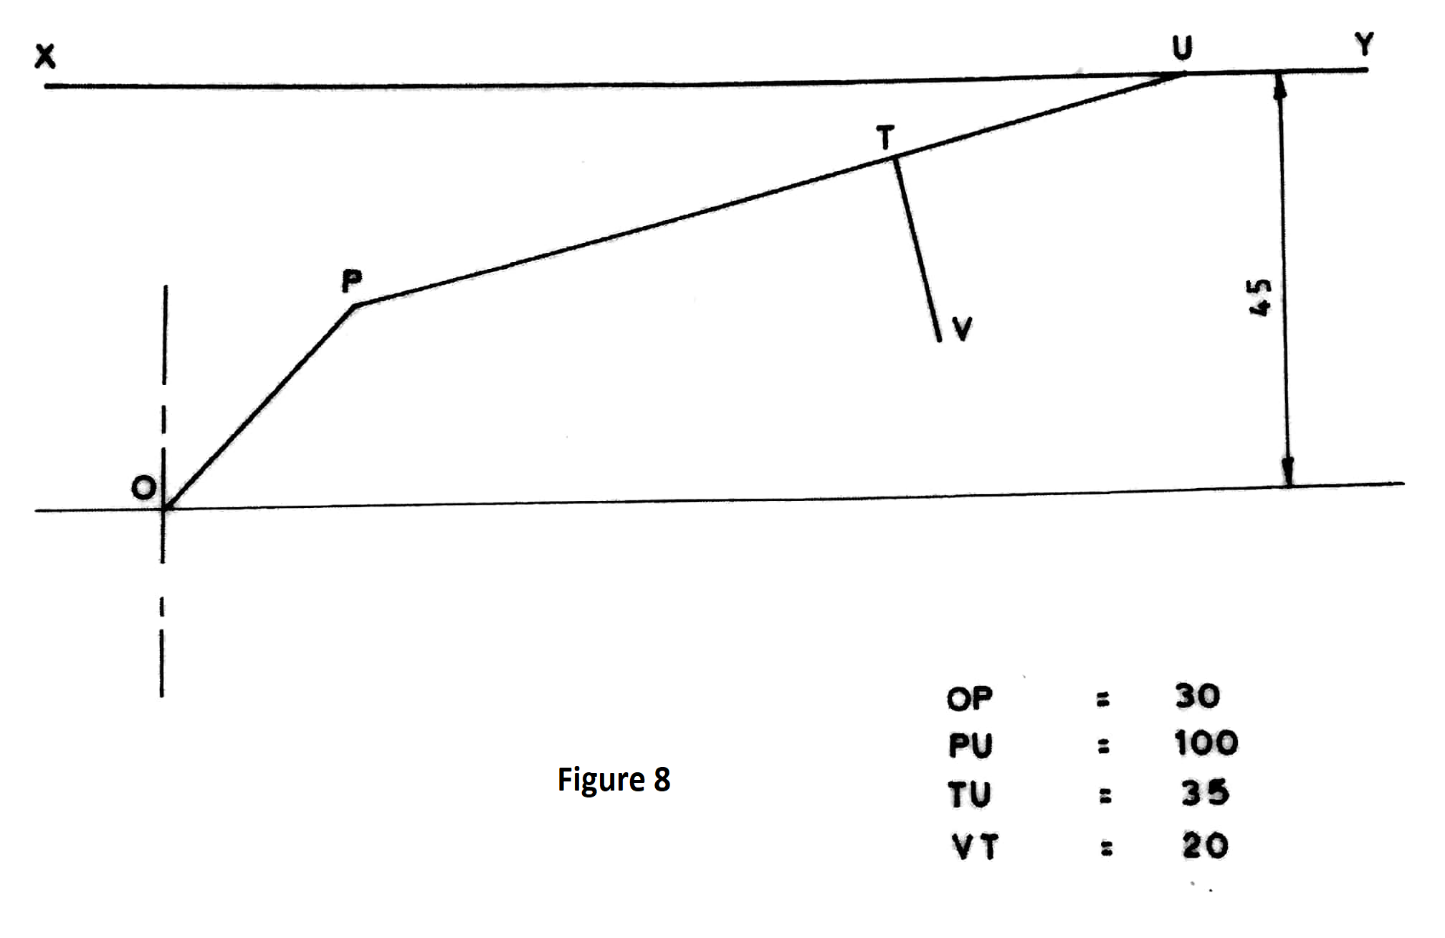 X
U
Y
T
P
V
45
O
OP = 30
PU = 100
TU = 35
VT = 20
Figure 8